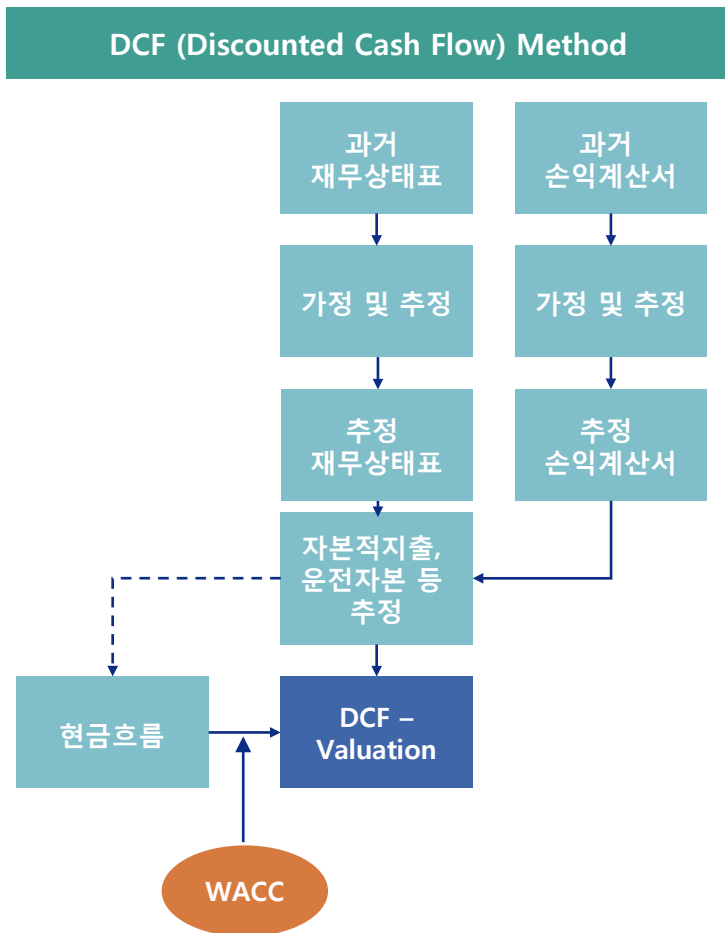 DCF (Discounted Cash Flow) Method
과거
재무상태표
과거
손익계산서
가정 및 추정
가정 및 추정
추정
재무상태표
추정
손익계산서
자본적지출,
운전자본 등
추정
현금흐름
DCF –
Valuation
WACC